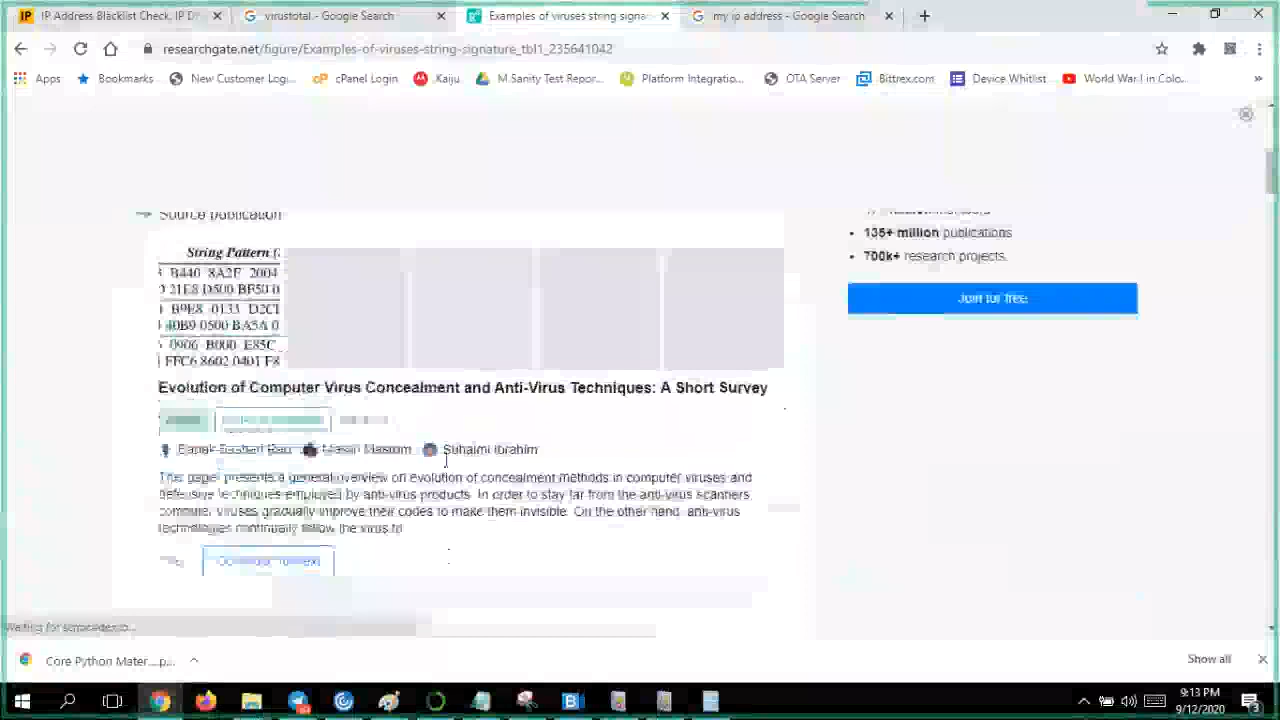 IP Address Blacklist Check, IP D
virustotal - Google Search
Examples of viruses string signa
my ip address - Google Search
researchgate.net/figure/Examples-of-viruses-string-signature_tbl1_235641042
Apps
Bookmarks
New Customer Log...
cPanel Login
Kaiju
M Sanity Test Repor...
Platform Integratio...
OTA Server
Bittrex.com
Device Whitlist
World War I in Colo...
»
Source publication
135+ million publications
700k+ research projects
Join for free
String Pattern (
B440 8A2F 2004
21E8 D500 BF50 0
B9E8 0133 D2CI
40B9 0500 BA5A 0
0906 B000 E85C
FFC6 8602 0401 F8
Evolution of Computer Virus Concealment and Anti-Virus Techniques: A Short Survey
Maslin Masrom
Suhaimi Ibrahim
This paper presents a general overview on evolution of concealment methods in computer viruses and
defensive techniques employed by anti-virus products. In order to stay far from the anti-virus scanners,
computer viruses gradually improve their codes to make them invisible. On the other hand, anti-virus
technologies continually follow the virus tri
Waiting for
Core Python Mater....p...
Show all
9:13 PM
9/12/2020
3